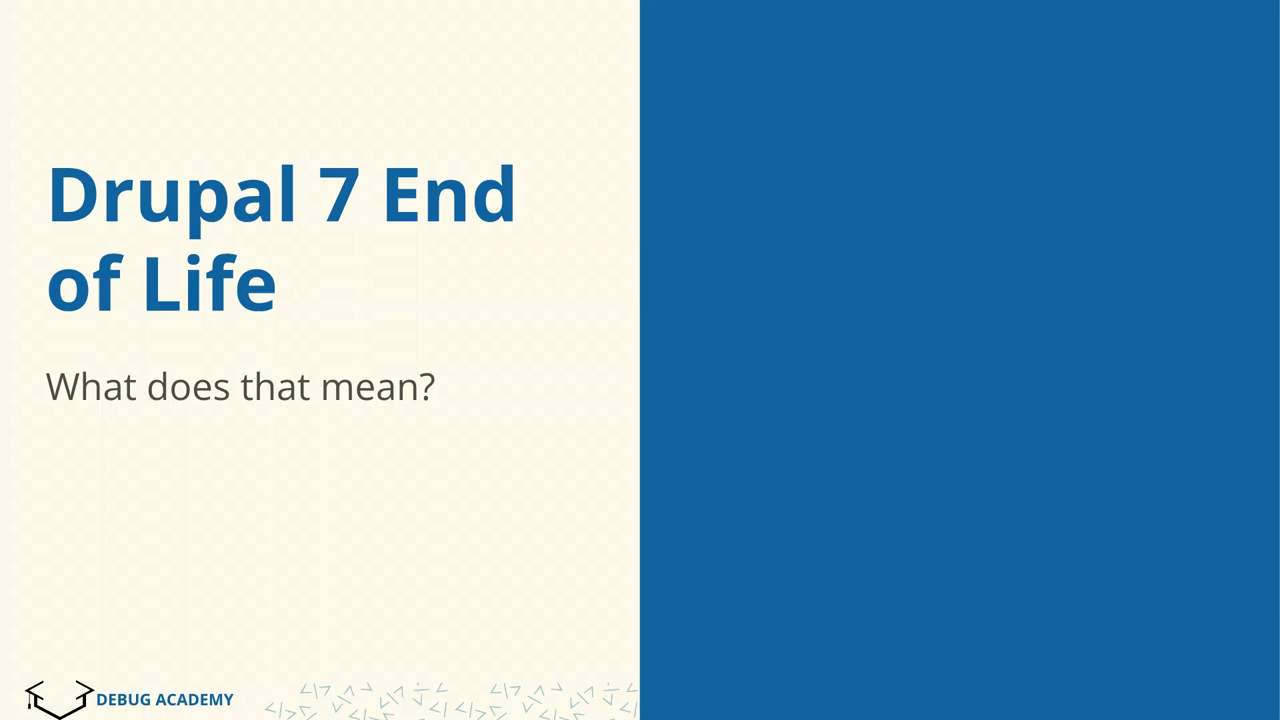 Drupal 7 End
of Life
What does that mean?
DEBUG ACADEMY